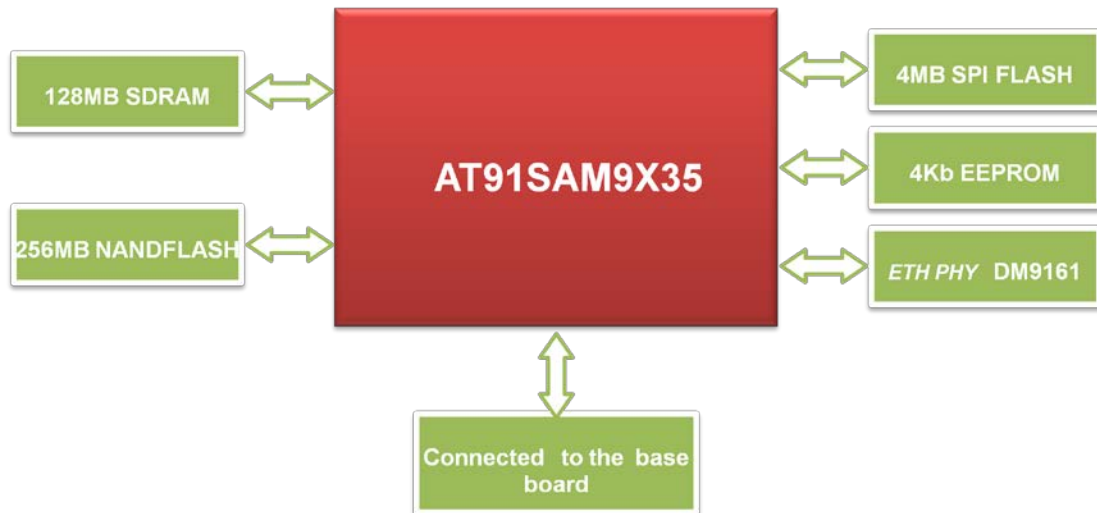 128MB SDRAM
256MB NANDFLASH
AT91SAM9X35
4MB SPI FLASH
4Kb EEPROM
ETH PHY DM9161
Connected to the base
board